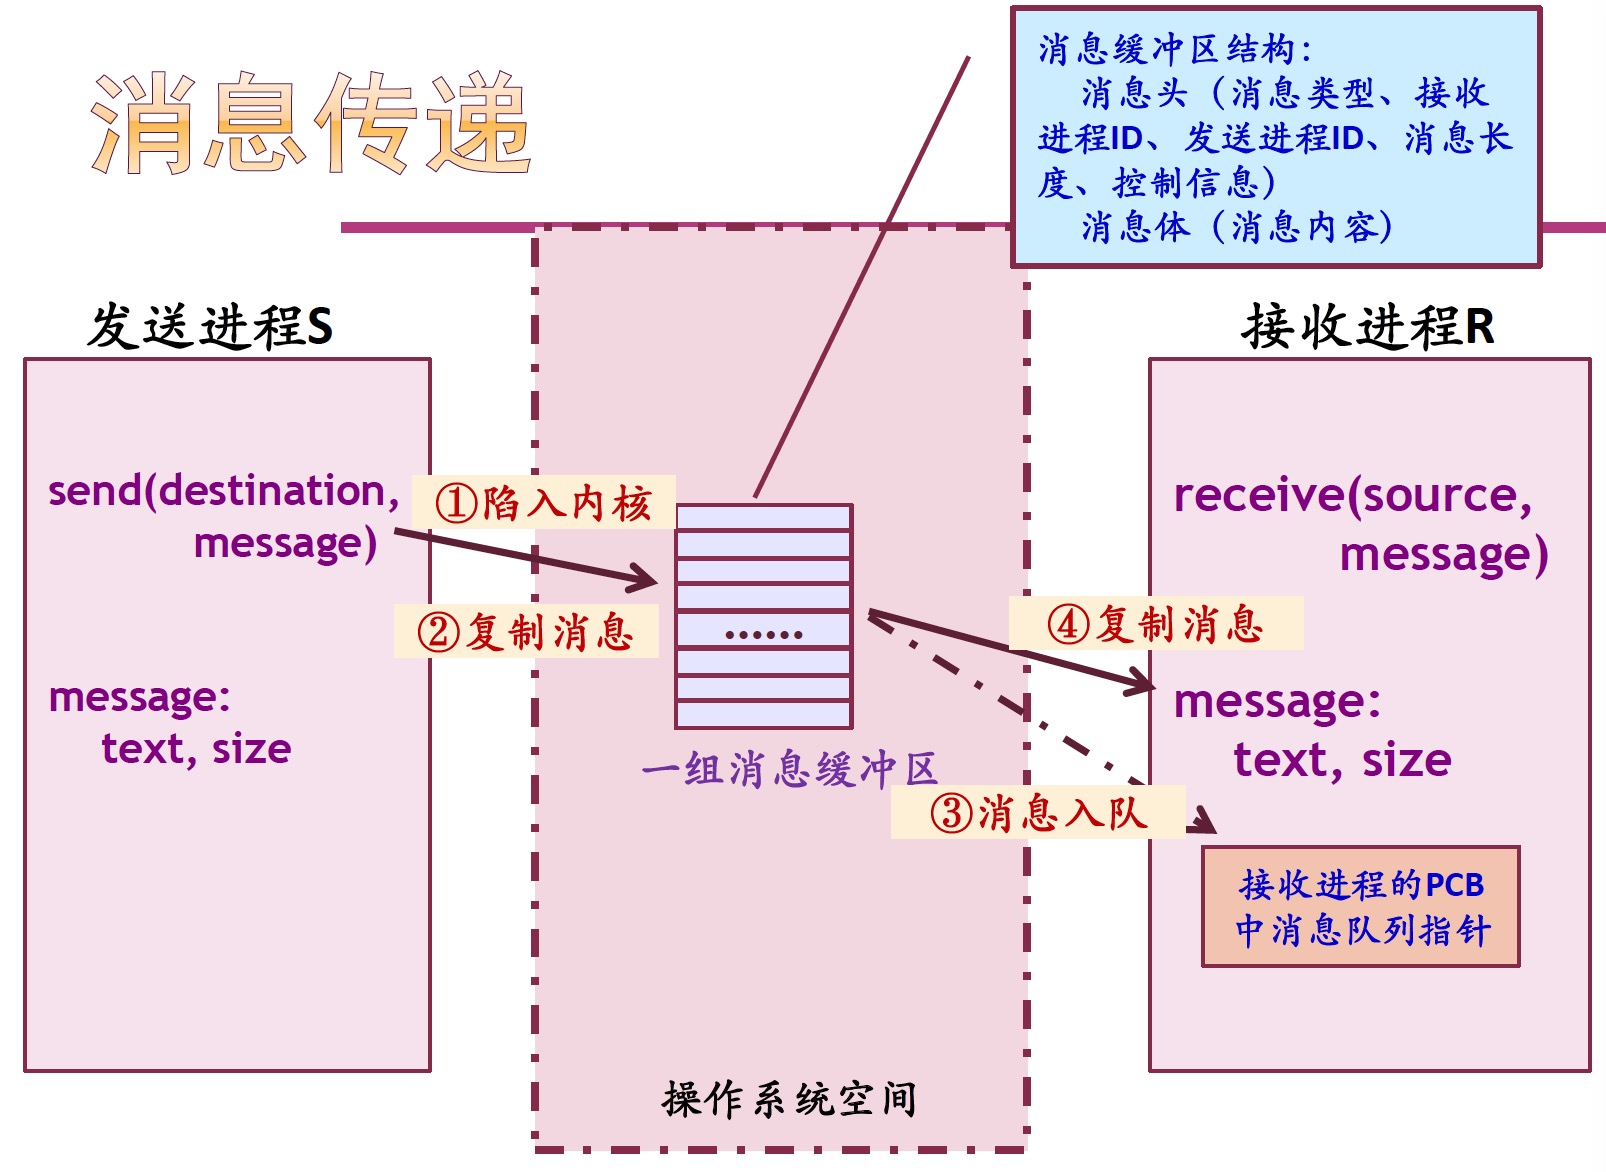 消息传递
消息缓冲区结构：
消息头（消息类型、接收
进程ID、发送进程ID、消息长
度、控制信息）
消息体（消息内容）
发送进程S
send(destination,
message)
message:
text, size
①陷入内核
②复制消息
......
一组消息缓冲区
操作系统空间
④复制消息
③消息入队
接收进程R
receive(source,
message)
message:
text, size
接收进程的PCB
中消息队列指针